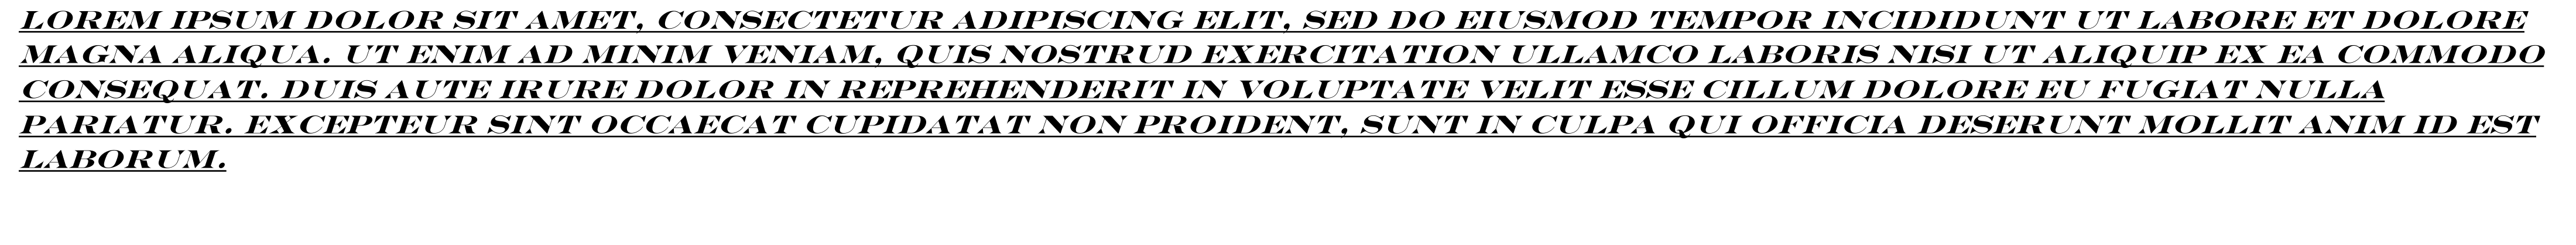 LOREM IPSUM DOLOR SIT AMET, CONSECTETUR ADIPISCING ELIT, SED DO EIUSMOD TEMPOR INCIDIDUNT UT LABORE ET DOLORE
MAGNA ALIQUA. UT ENIM AD MINIM VENIAM, QUIS NOSTRUD EXERCITATION ULLAMCO LABORIS NISI UT ALIQUIP EX EA COMMODO
CONSEQUAT. DUIS AUTE IRURE DOLOR IN REPREHENDERIT IN VOLUPTATE VELIT ESSE CILLUM DOLORE EU FUGIAT NULLA
PARIATUR. EXCEPTEUR SINT OCCAECAT CUPIDATAT NON PROIDENT, SUNT IN CULPA QUI OFFICIA DESERUNT MOLLIT ANIM ID EST
LABORUM.